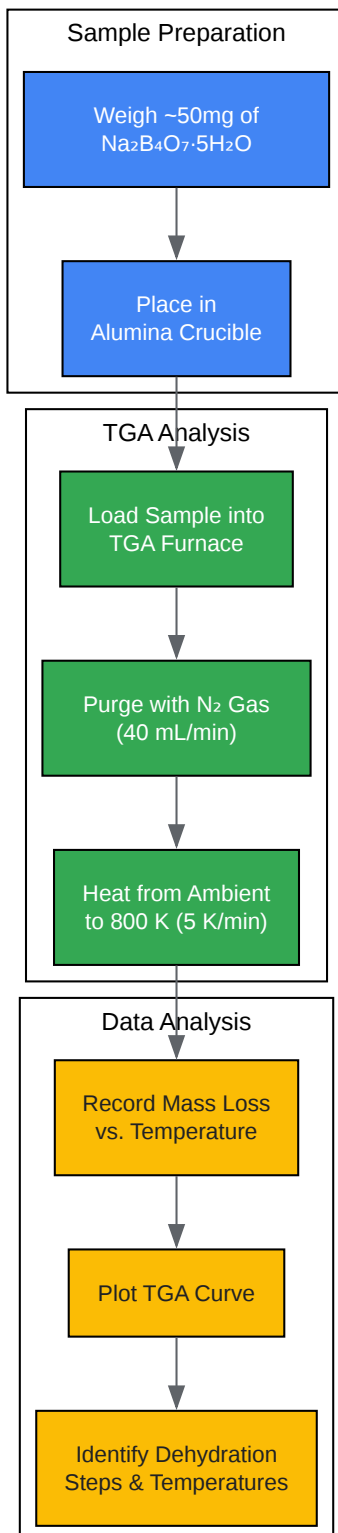 Sample Preparation
Weigh ~50mg of
Na₂B₄O₇·5H₂O
Place in
Alumina Crucible
TGA Analysis
Load Sample into
TGA Furnace
Purge with N₂ Gas
(40 mL/min)
Heat from Ambient
to 800 K (5 K/min)
Data Analysis
Record Mass Loss
vs. Temperature
Plot TGA Curve
Identify Dehydration
Steps & Temperatures